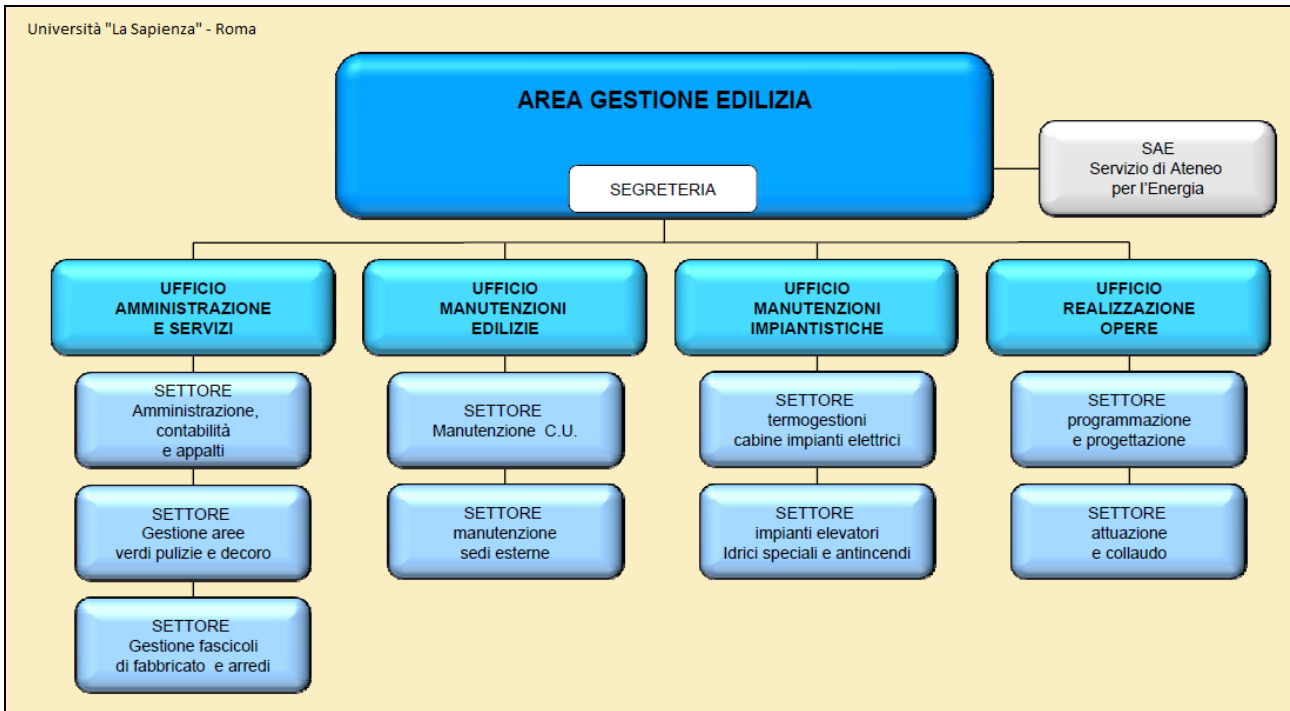 Università "La Sapienza" - Roma
AREA GESTIONE EDILIZIA
SEGRETERIA
SAE
Servizio di Ateneo
per l'Energia
UFFICIO
AMMINISTRAZIONE
E SERVIZI
SETTORE
Amministrazione,
contabilità
e appalti
SETTORE
Gestione aree
verdi pulizie e decoro
SETTORE
Gestione fascicoli
di fabbricato e arredi
UFFICIO
MANUTENZIONI
EDILIZIE
SETTORE
Manutenzione C.U.
SETTORE
manutenzione
sedi esterne
UFFICIO
MANUTENZIONI
IMPIANTISTICHE
SETTORE
termogestioni
cabine impianti elettrici
SETTORE
impianti elevatori
Idrici speciali e antincendi
UFFICIO
REALIZZAZIONE
OPERE
SETTORE
programmazione
e progettazione
SETTORE
attuazione
e collaudo